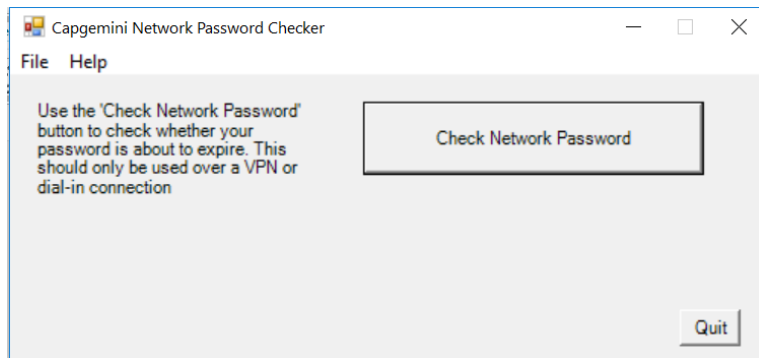 Capgemini Network Password Checker
File Help
Use the 'Check Network Password'
button to check whether your
password is about to expire. This
should only be used over a VPN or
dial-in connection
Check Network Password
Quit